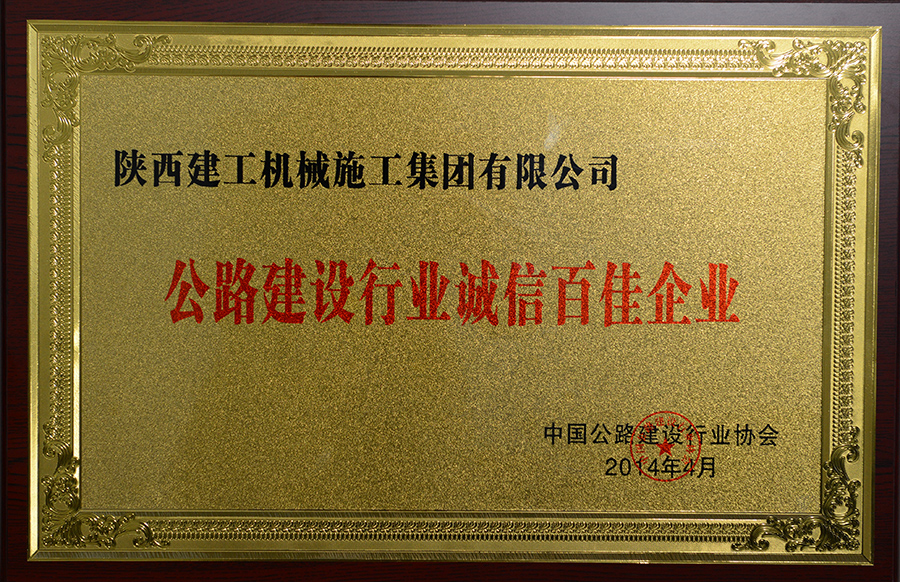 陕西建工机械施工集团有限公司
公路建设行业诚信百佳企业
中国公路建设行业协会
2014年4月